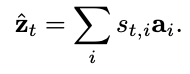 ẑ_t = ∑_i s_{t,i} a_i.